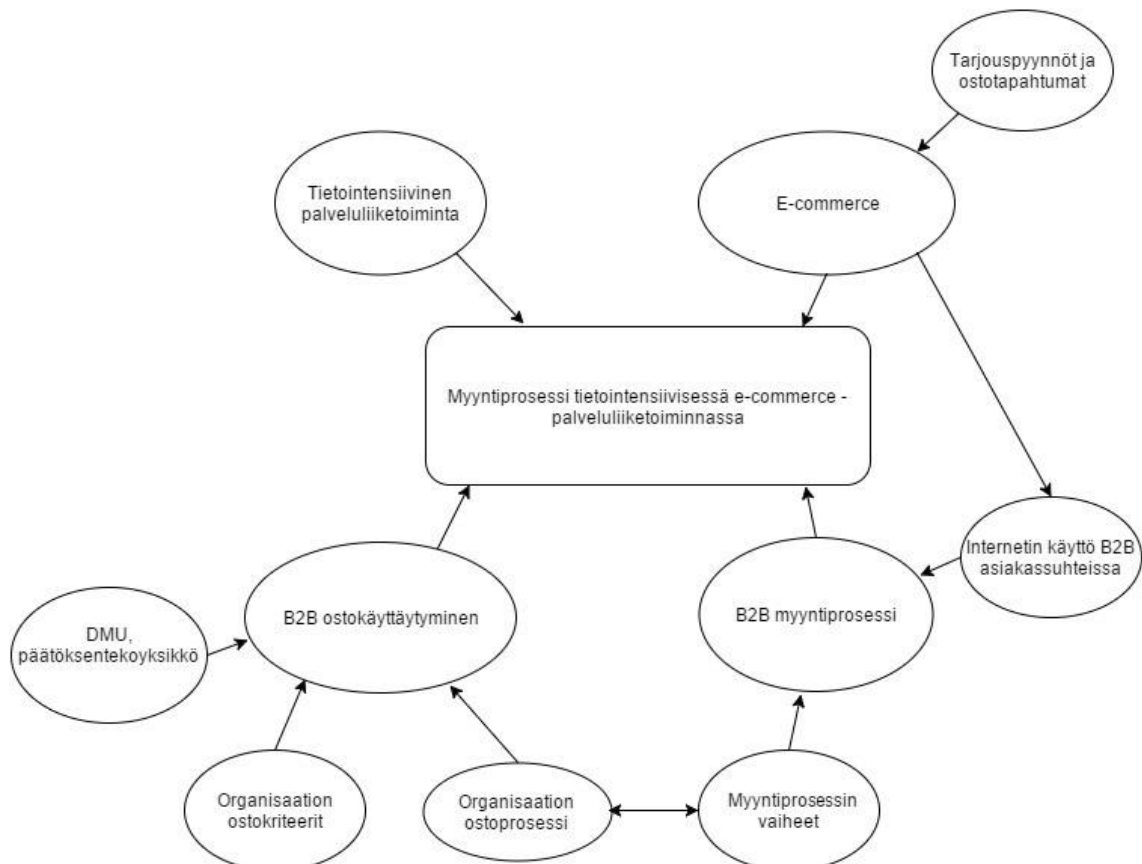 Tarjouspyynnöt ja
ostotapahtumat
Tietointensiivinen
palveluliiketoiminta
E-commerce
Myyntiprosessi tietointensiivisessä e-commerce -
palveluliiketoiminnassa
Internetin käyttö B2B
asiakassuhteissa
B2B ostokäyttäytyminen
B2B myyntiprosessi
DMU,
päätöksentekoyksikkö
Organisaation
ostokriteerit
Organisaation
ostoprosessi
Myyntiprosessin
vaiheet